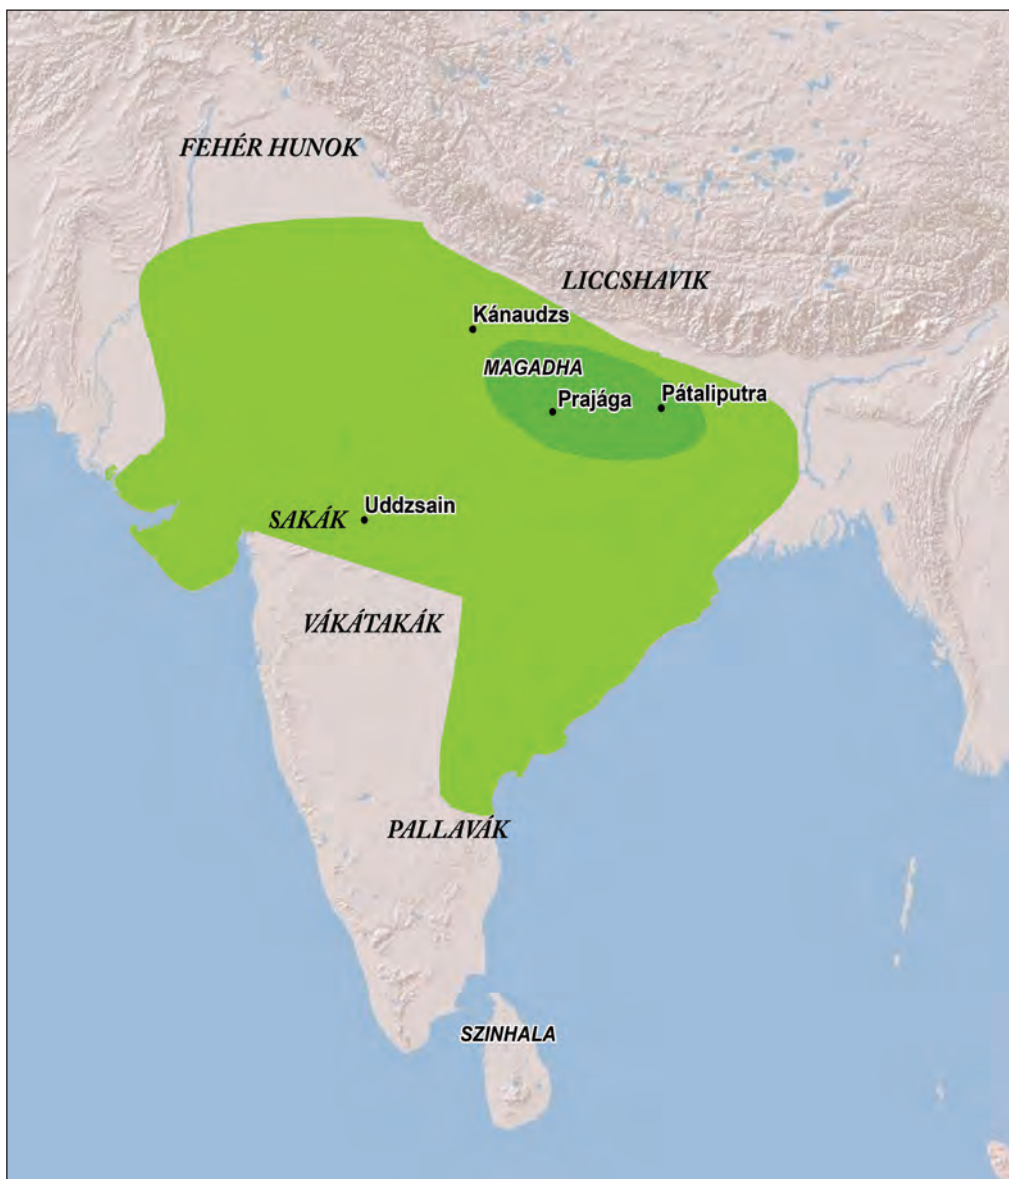 FEHÉR HUNOK
LICCSHAVIK
Kánaudzs
MAGADHA
Prajága
Pátaliputra
SAKÁK
Uddzsain
VÁKÁTAKÁK
PALLAVÁK
SZINHALA